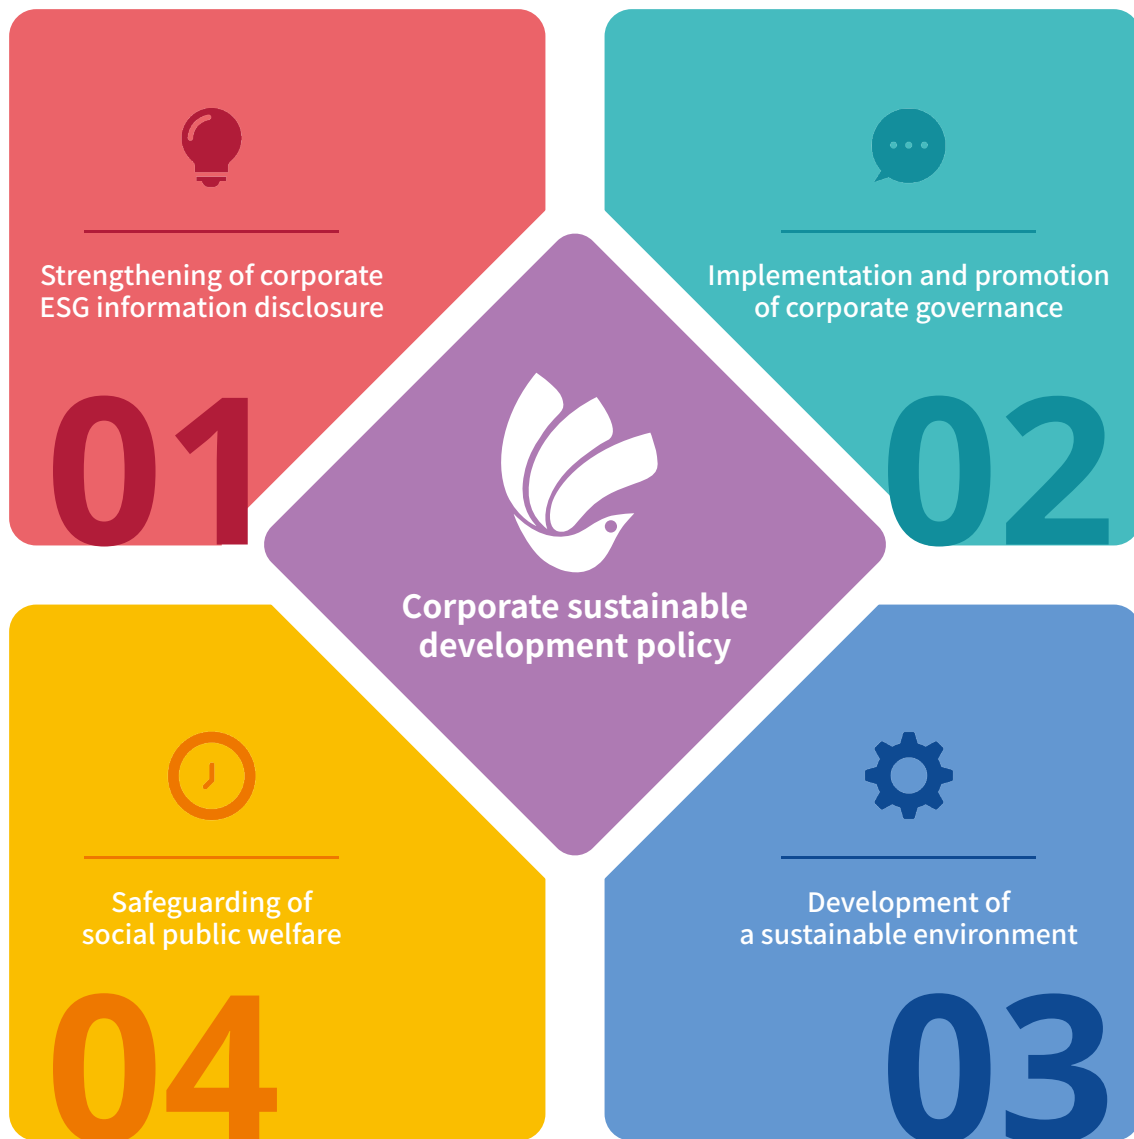 Strengthening of corporate
ESG information disclosure
01
Implementation and promotion
of corporate governance
02
Corporate sustainable
development policy
Safeguarding of
social public welfare
04
Development of
a sustainable environment
03